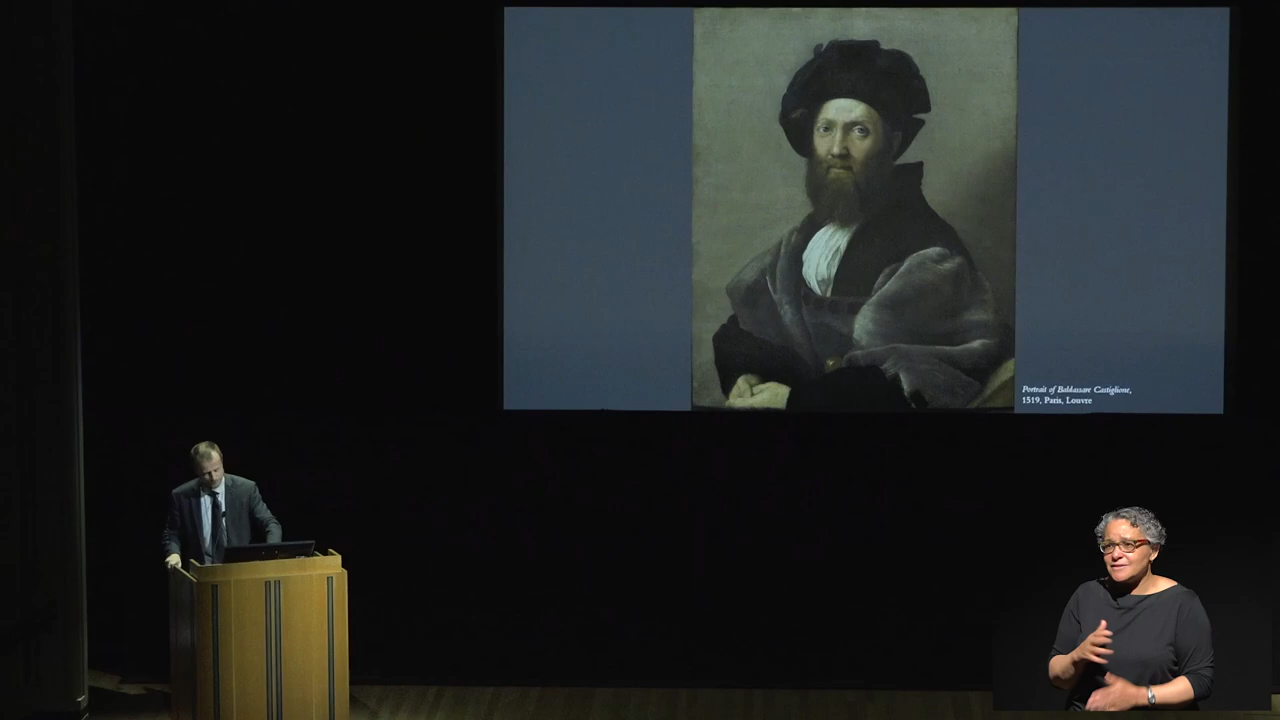 Portrait of Baldassare Castiglione,
1519, Paris, Louvre